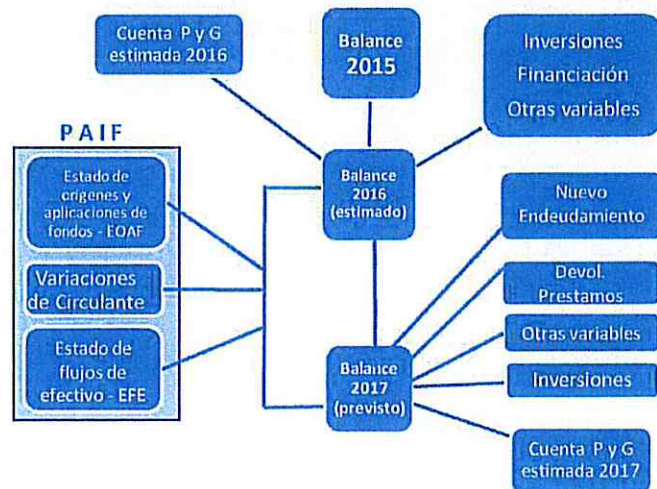 Cuenta P y G
estimada 2016
Balance
2015
Inversiones
Financiación
Otras variables
PAIF
Estado de
origenes y
aplicaciones de
fondos - EOAF
Variaciones
de Circulante
Estado de
flujos de
efectivo - EFE
Balance
2016
(estimado)
Balance
2017
(previsto)
Nuevo
Endeudamiento
Devol.
Prestamos
Otras variables
Inversiones
Cuenta P y G
estimada 2017